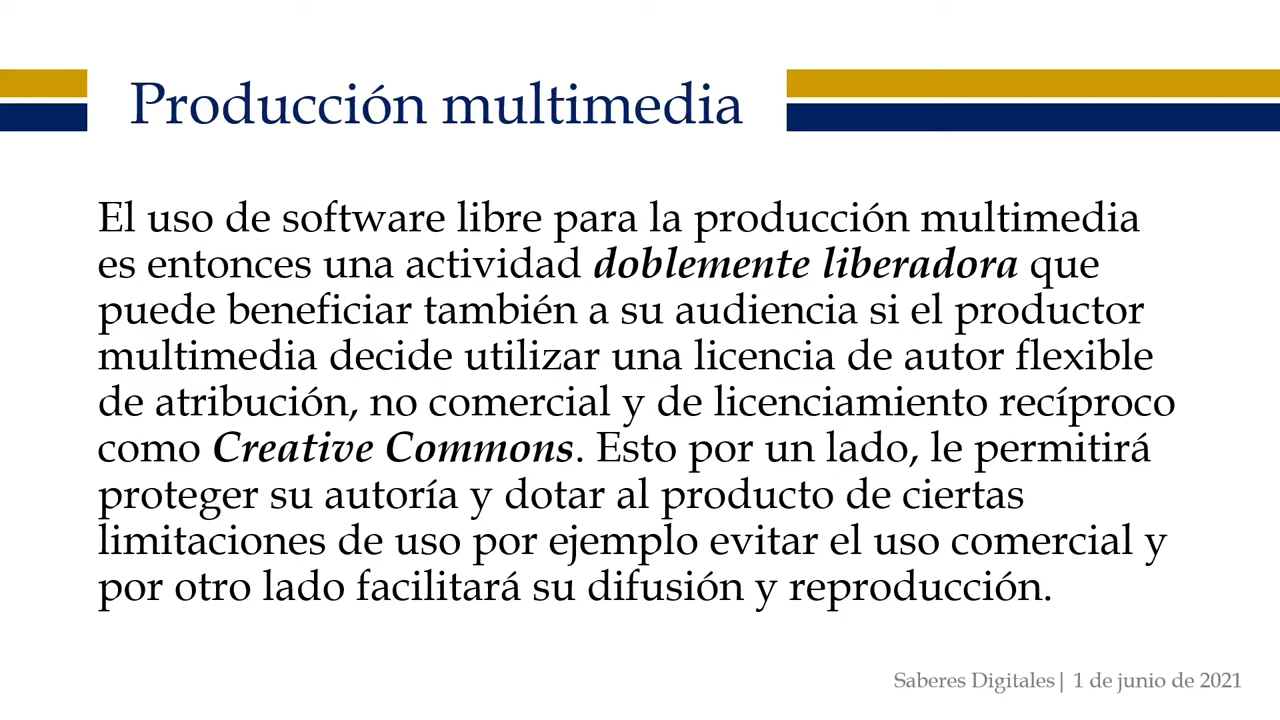 Producción multimedia
El uso de software libre para la producción multimedia
es entonces una actividad doblemente liberadora que
puede beneficiar también a su audiencia si el productor
multimedia decide utilizar una licencia de autor flexible
de atribución, no comercial y de licenciamiento recíproco
como Creative Commons. Esto por un lado, le permitirá
proteger su autoría y dotar al producto de ciertas
limitaciones de uso por ejemplo evitar el uso comercial y
por otro lado facilitará su difusión y reproducción.
Saberes Digitales| 1 de junio de 2021